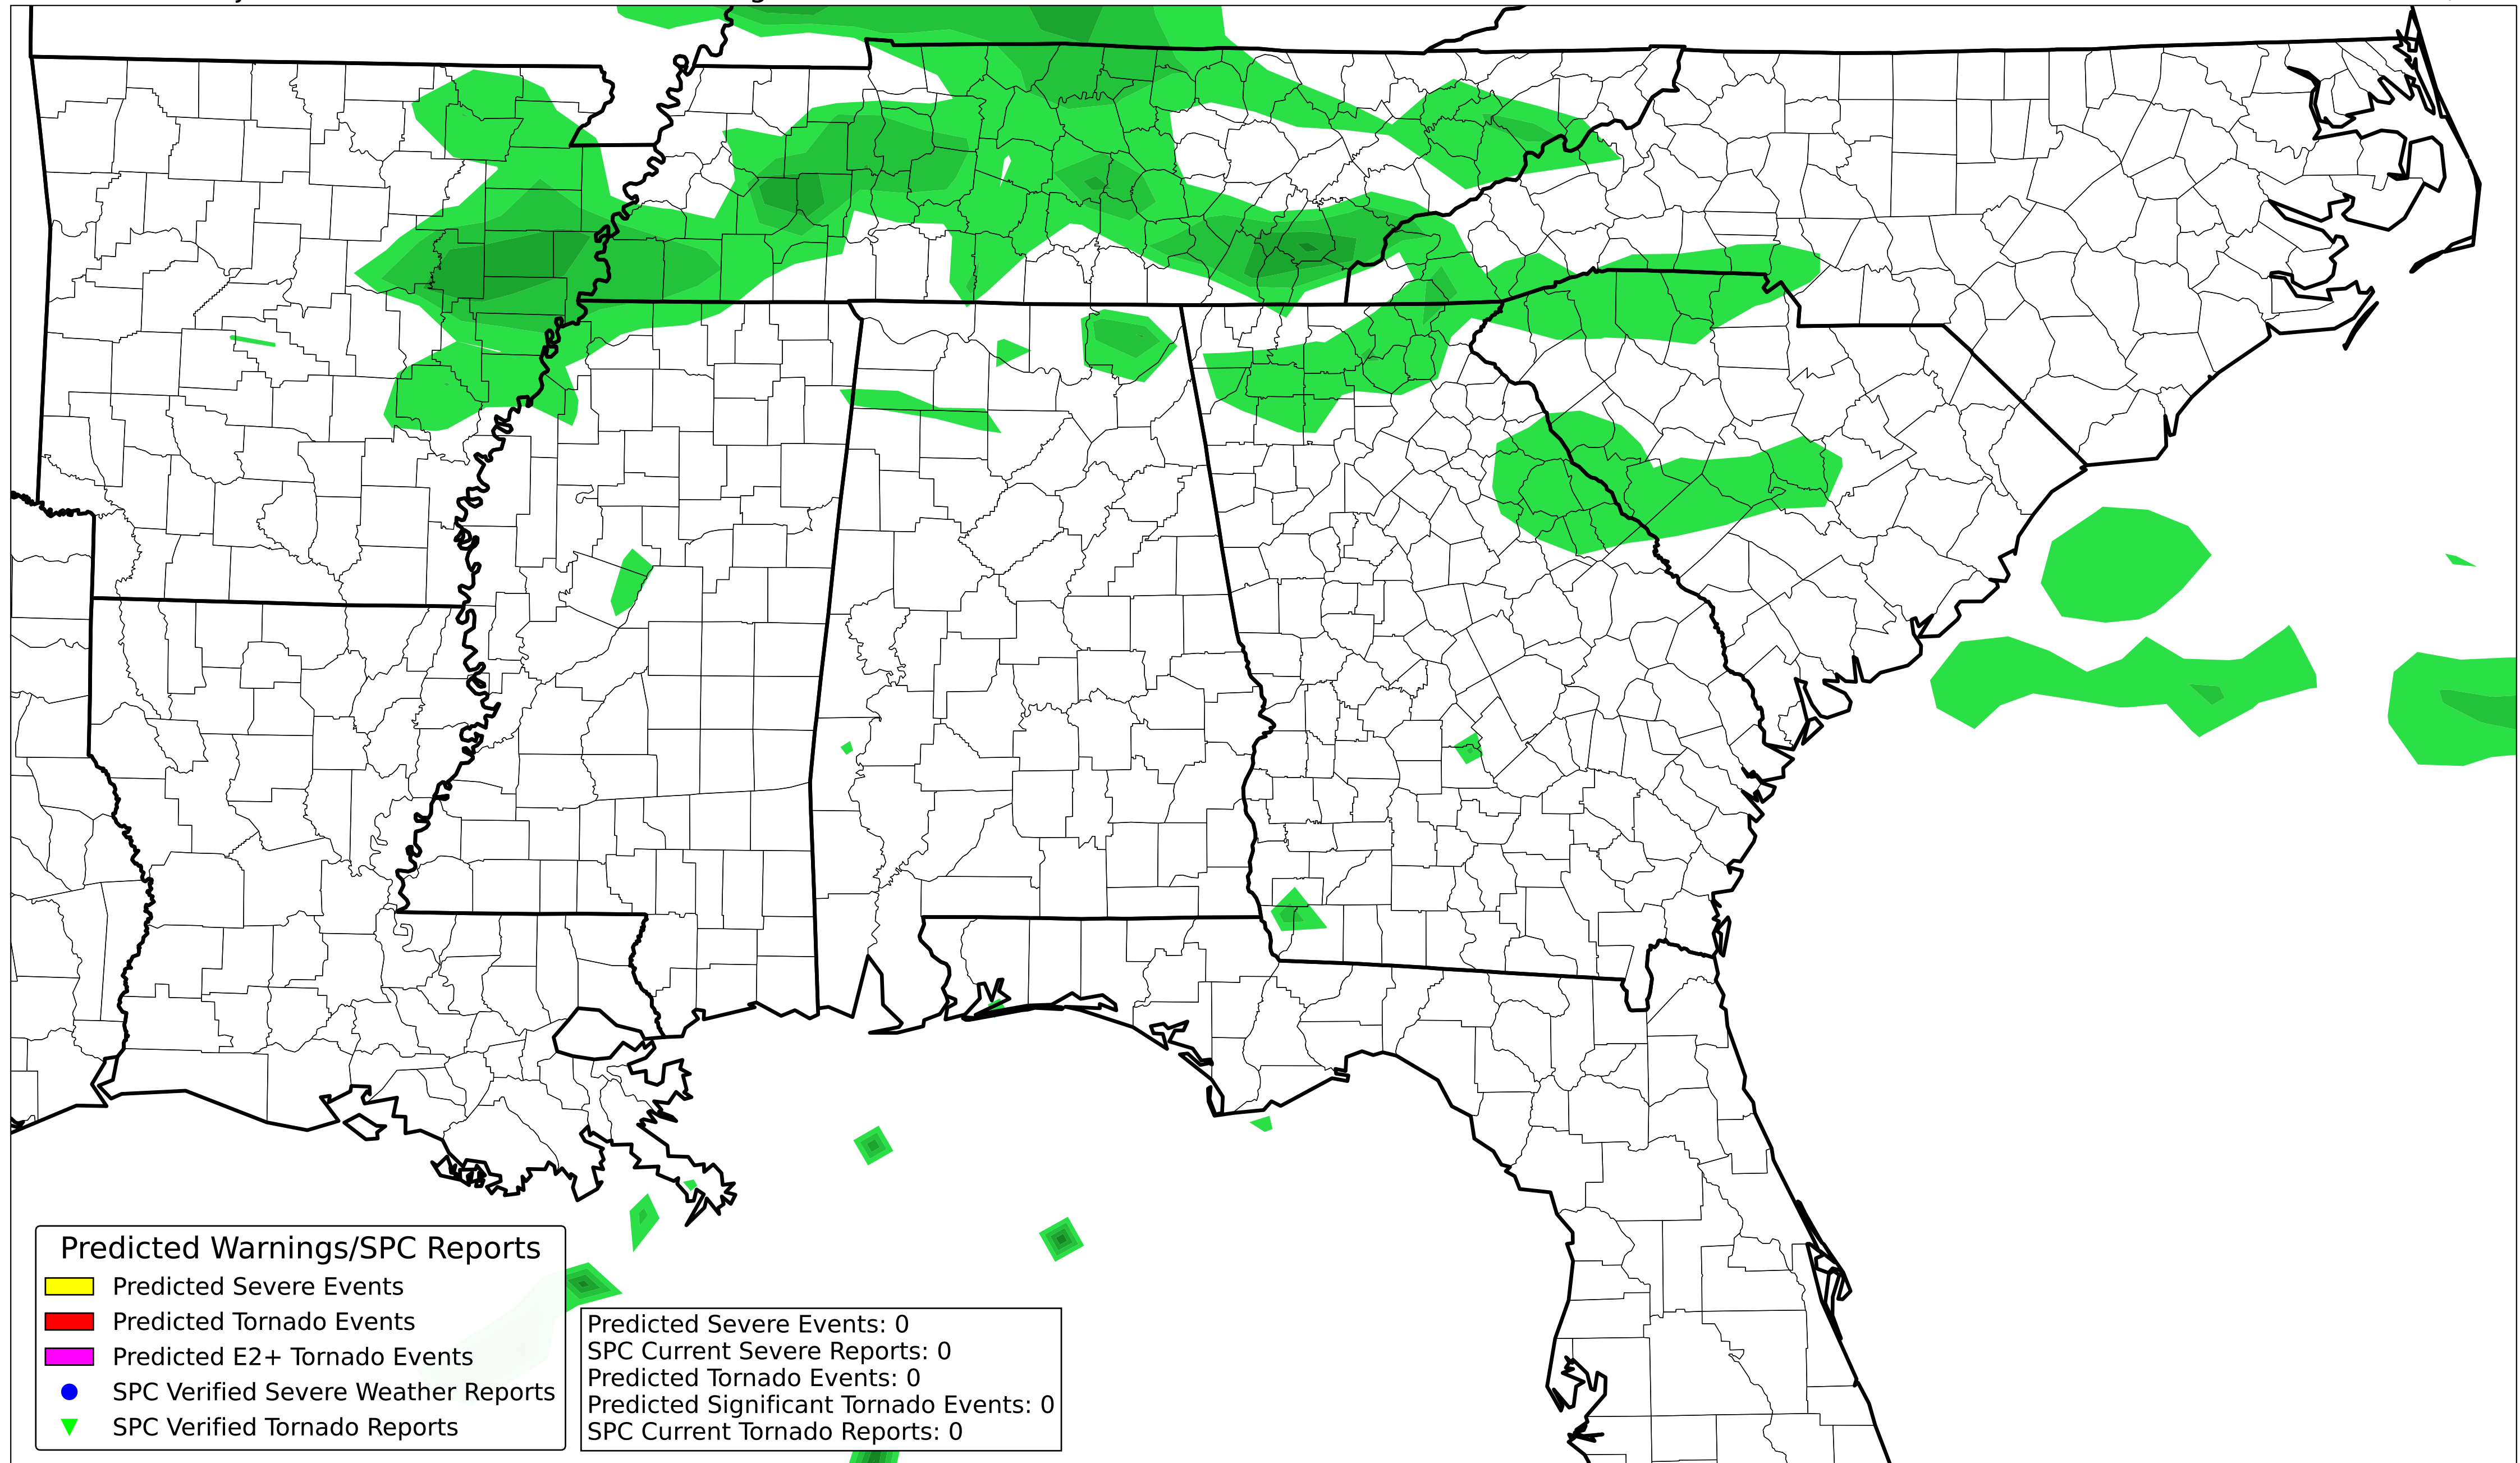 Predicted Warnings/SPC Reports
Predicted Severe Events
Predicted Tornado Events
Predicted E2+ Tornado Events
SPC Verified Severe Weather Reports
SPC Verified Tornado Reports
Predicted Severe Events: 0
SPC Current Severe Reports: 0
Predicted Tornado Events: 0
Predicted Significant Tornado Events: 0
SPC Current Tornado Reports: 0